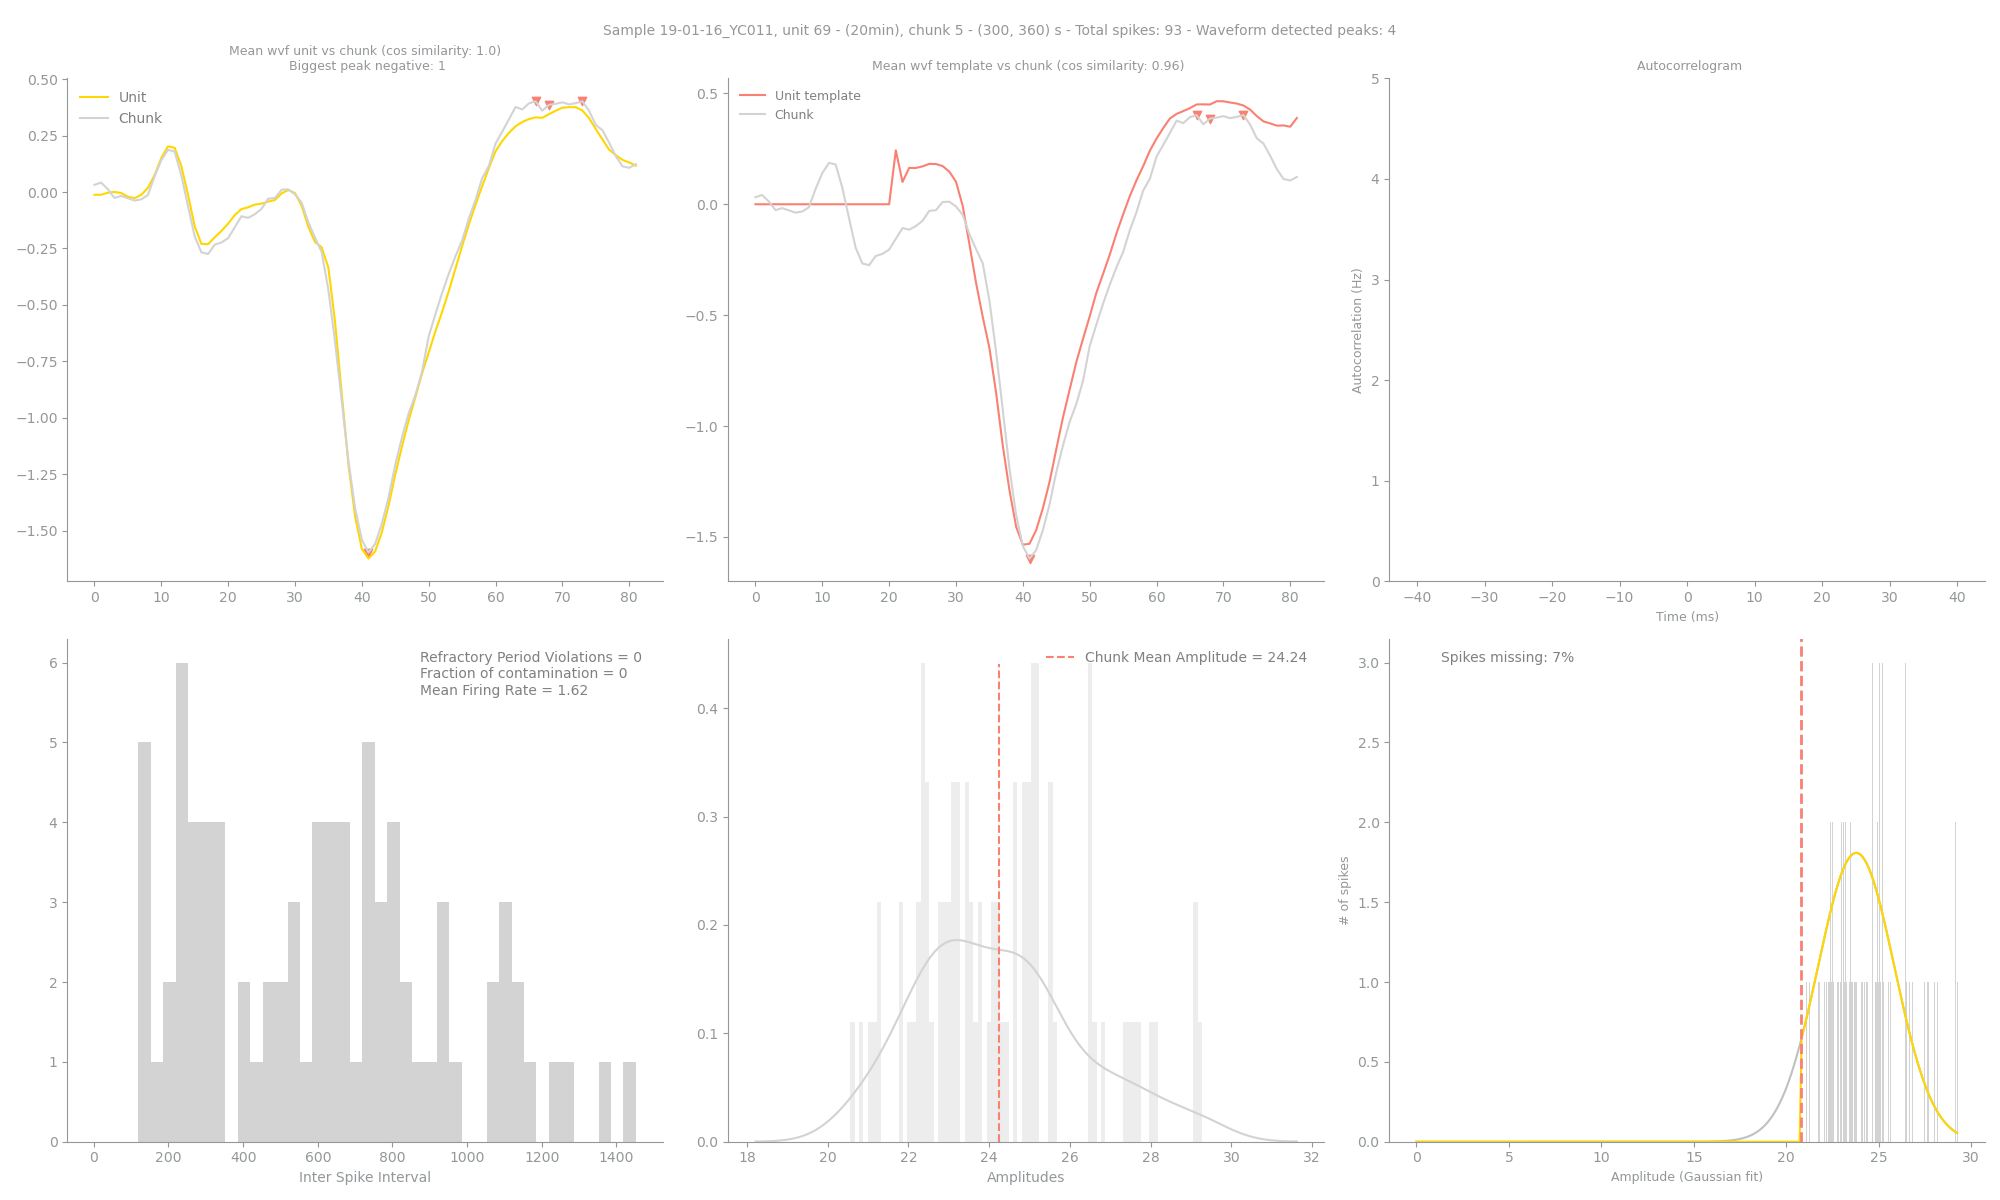 Sample 19-01-16_YC011, unit 69 - (20min), chunk 5 - (300, 360) s - Total spikes: 93 - Waveform detected peaks: 4
Mean wvf unit vs chunk (cos similarity: 1.0)
Biggest peak negative: 1
Unit
Chunk
0.50
0.25
0.00
−0.25
−0.50
−0.75
−1.00
−1.25
−1.50
0 10 20 30 40 50 60 70 80
Mean wvf template vs chunk (cos similarity: 0.96)
Unit template
Chunk
0.5
0.0
−0.5
−1.0
−1.5
0 10 20 30 40 50 60 70 80
Autocorrelogram
Autocorrelation (Hz)
5
4
3
2
1
0
−40 −30 −20 −10 0 10 20 30 40
Time (ms)
Refractory Period Violations = 0
Fraction of contamination = 0
Mean Firing Rate = 1.62
6
5
4
3
2
1
0
0 200 400 600 800 1000 1200 1400
Inter Spike Interval
Chunk Mean Amplitude = 24.24
0.4
0.3
0.2
0.1
0.0
18 20 22 24 26 28 30 32
Amplitudes
Spikes missing: 7%
# of spikes
3.0
2.5
2.0
1.5
1.0
0.5
0.0
0 5 10 15 20 25 30
Amplitude (Gaussian fit)